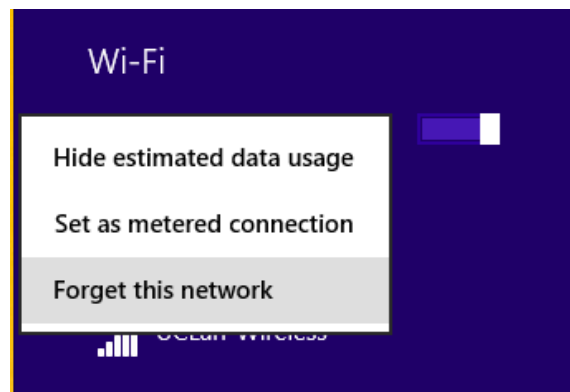 Wi-Fi
Hide estimated data usage
Set as metered connection
Forget this network